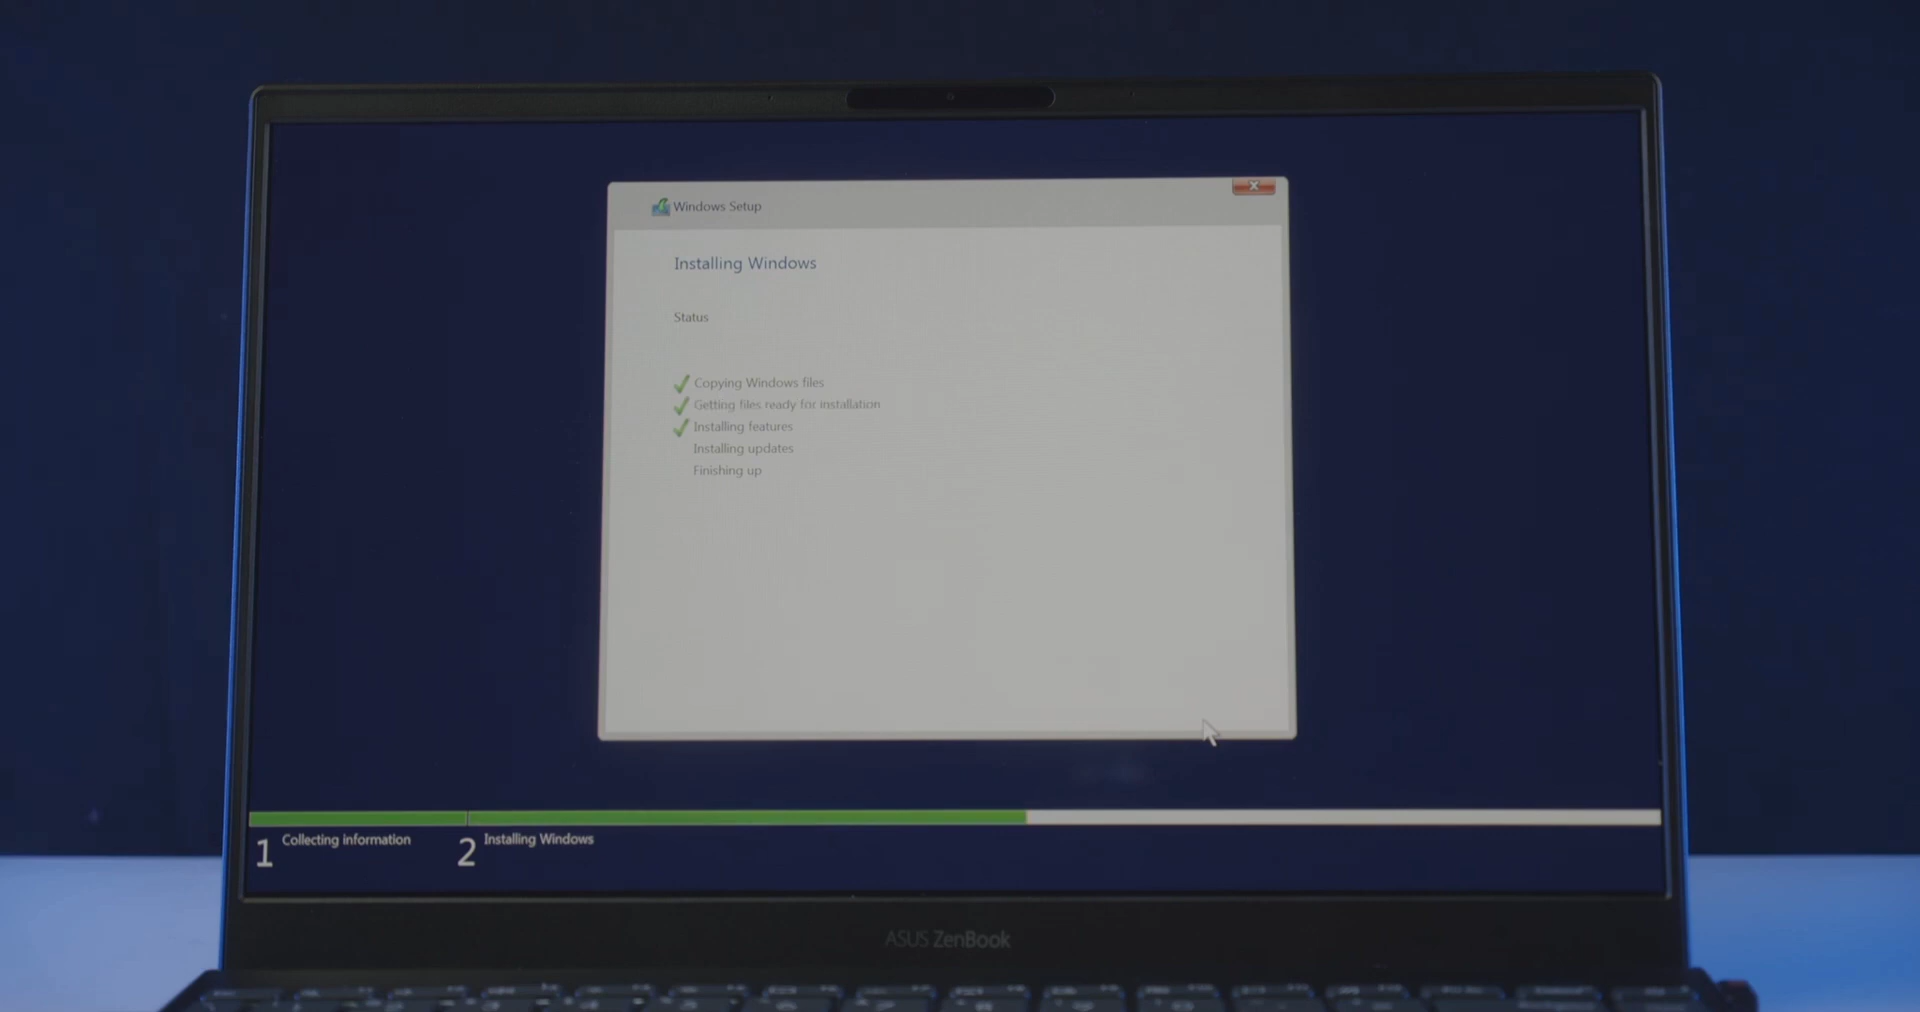 Windows Setup
Installing Windows
Status
Copying Windows files
Getting files ready for installation
Installing features
Installing updates
Finishing up
1 Collecting information
2 Installing Windows
ASUS ZenBook